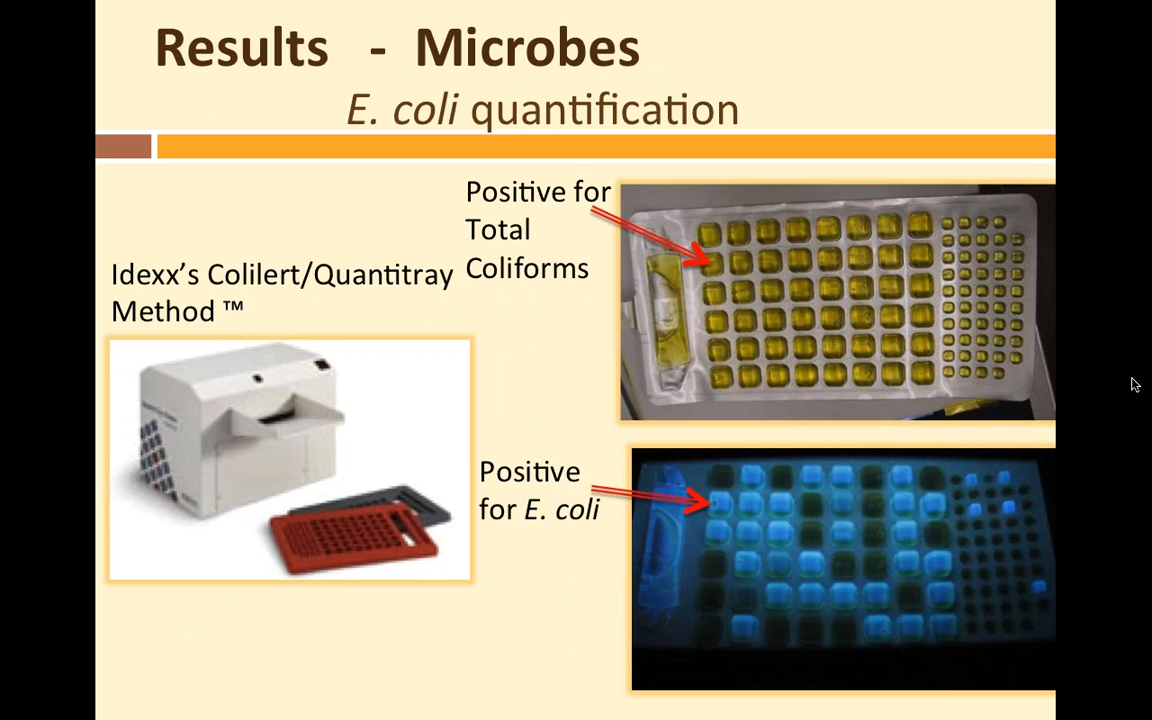 Results - Microbes
E. coli quantification
Positive for
Total
Coliforms
Idexx's Colilert/Quantitray
Method ™
Positive
for E. coli